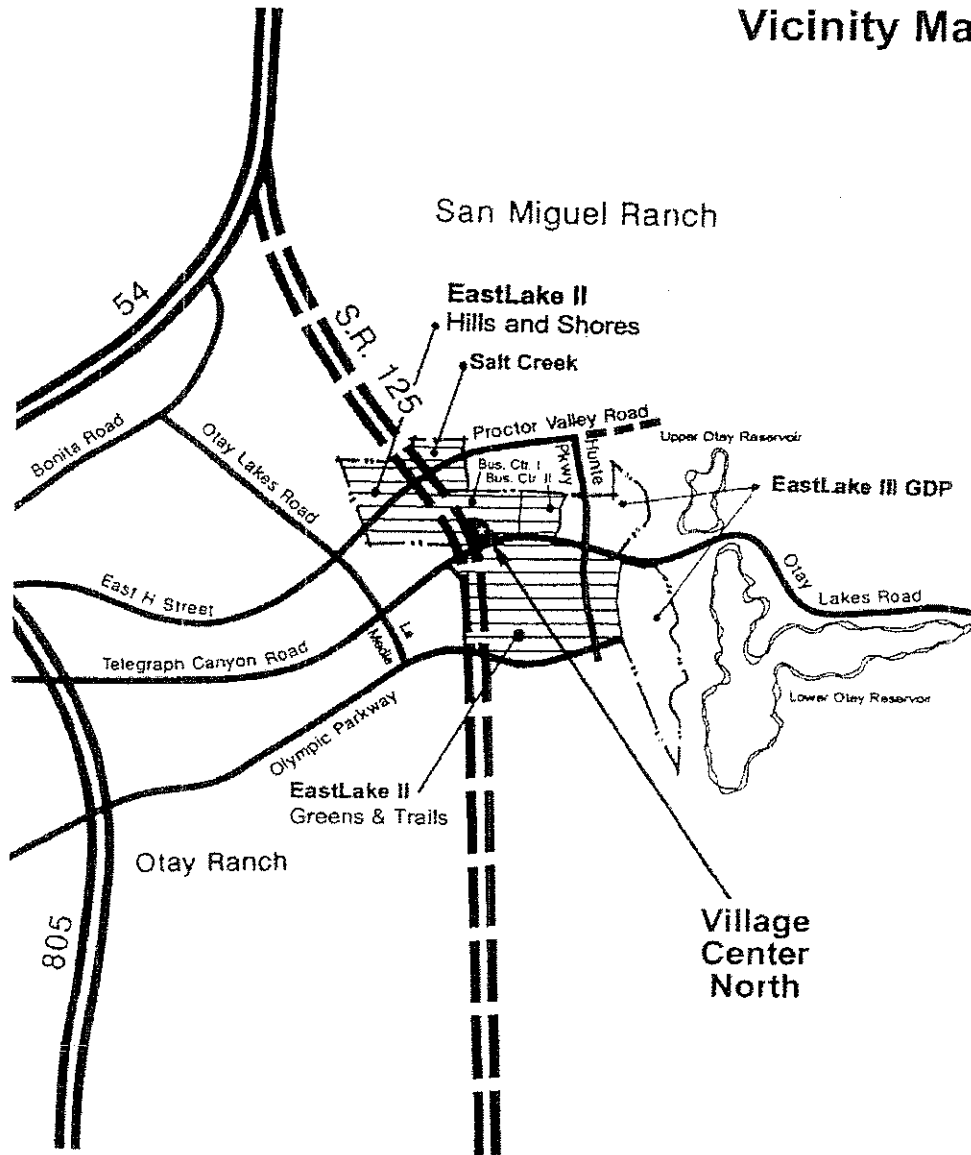 Vicinity Ma
San Miguel Ranch
54
S.R. 125
EastLake II
Hills and Shores
Salt Creek
Bonita Road
Otay Lakes Road
Proctor Valley Road
Hunte
Pkwy
Upper Otay Reservoir
Bus. Ctr. I
Bus. Ctr. II
EastLake III GDP
East H Street
Otay
Lakes Road
La
Media
Telegraph Canyon Road
Lower Otay Reservoir
Olympic Parkway
EastLake II
Greens & Trails
Otay Ranch
805
Village
Center
North